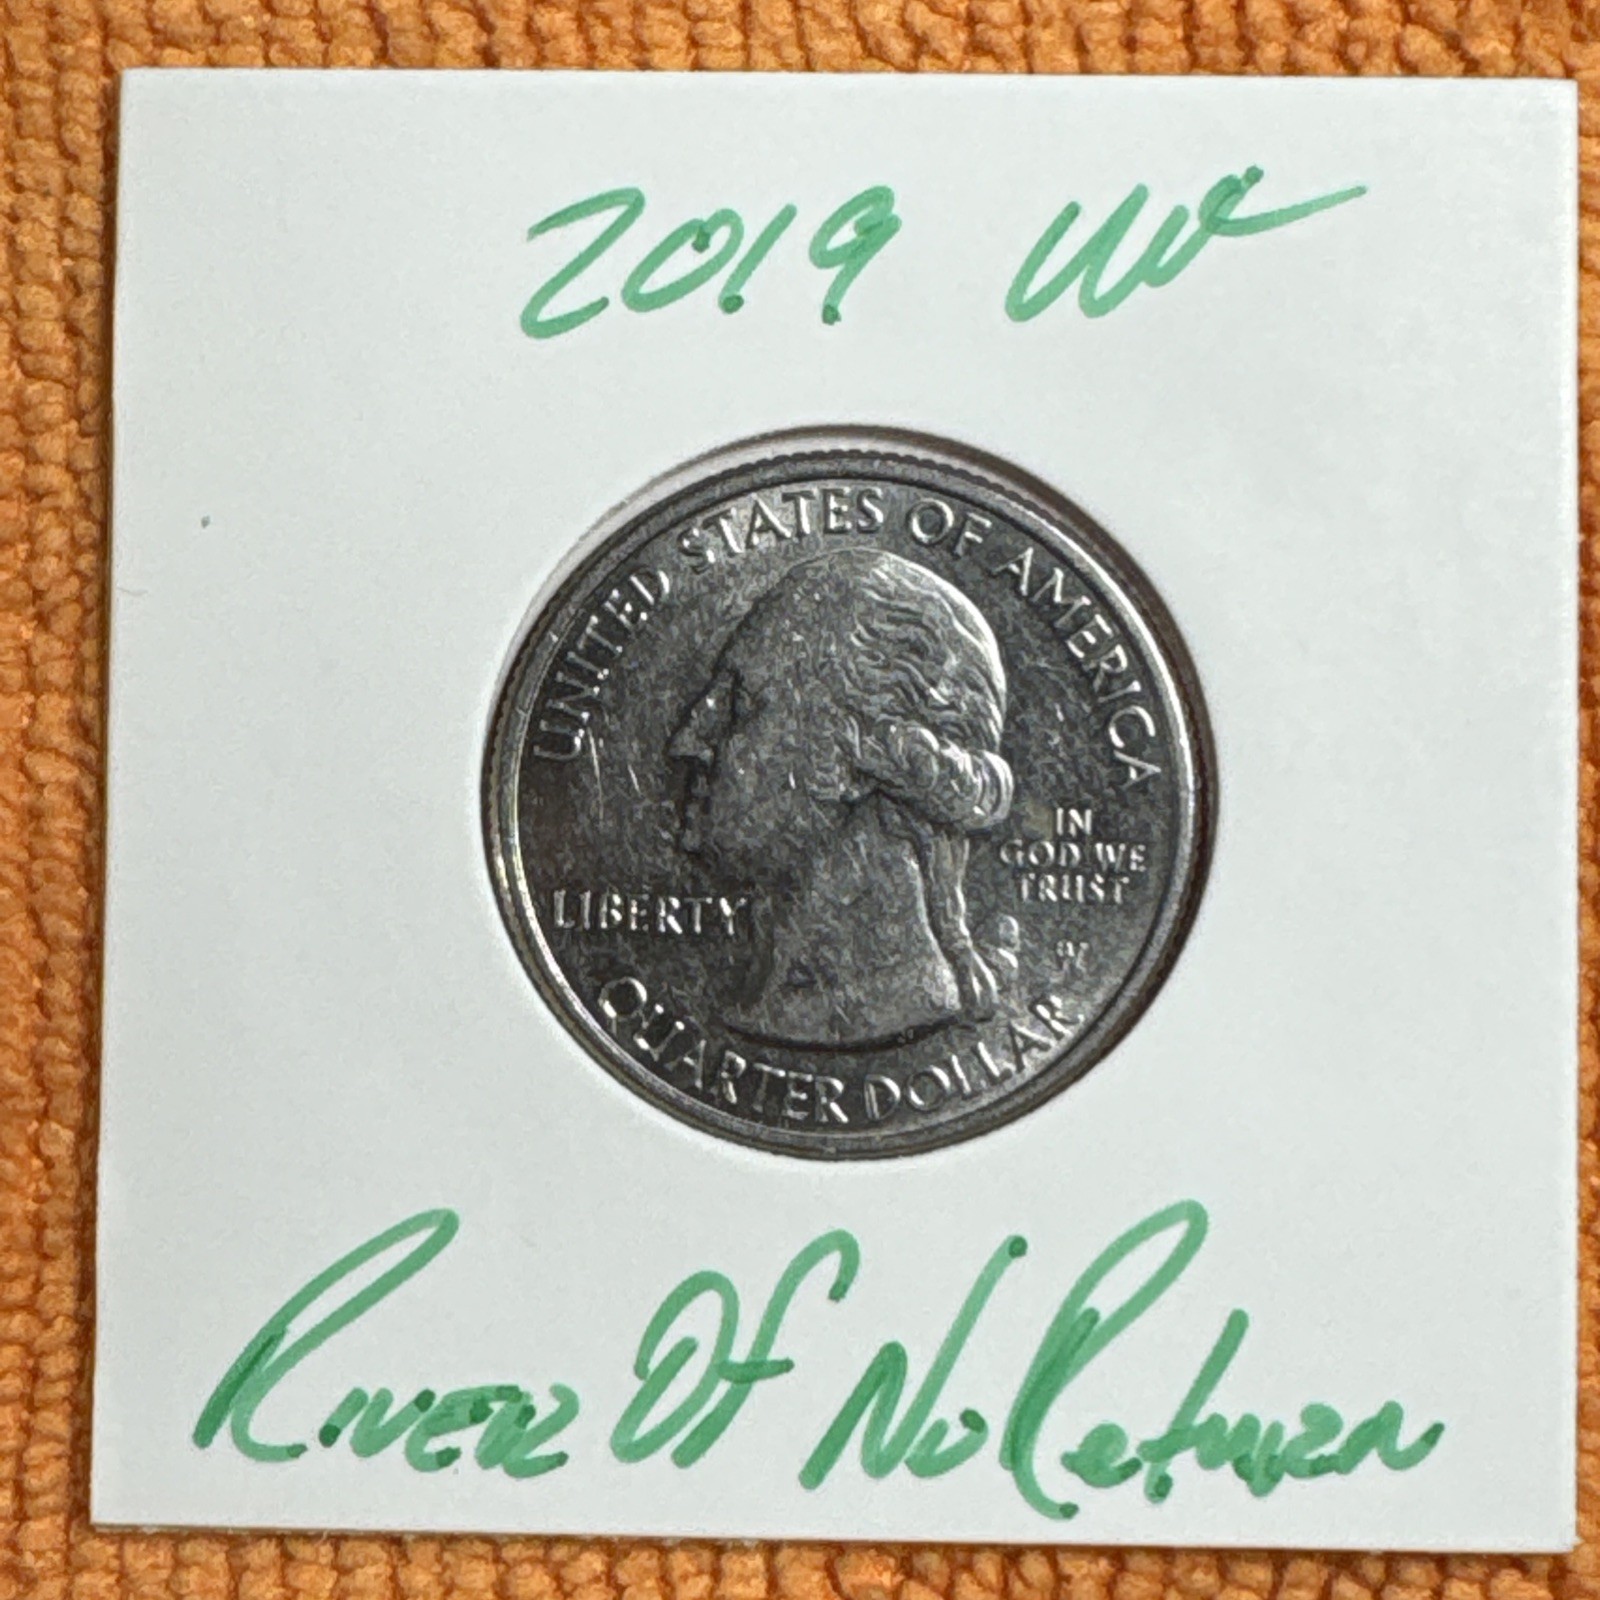 2019 W
UNITED STATES OF AMERICA
IN
GOD WE
TRUST
LIBERTY
W
QUARTER DOLLAR
River Of No Return